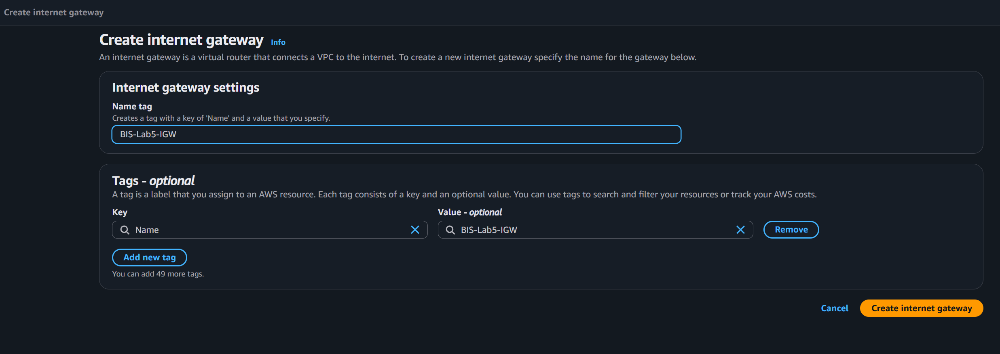 Create internet gateway
Create internet gateway Info
An internet gateway is a virtual router that connects a VPC to the internet. To create a new internet gateway specify the name for the gateway below.
Internet gateway settings
Name tag
Creates a tag with a key of 'Name' and a value that you specify.
BIS-Lab5-IGW
Tags - optional
A tag is a label that you assign to an AWS resource. Each tag consists of a key and an optional value. You can use tags to search and filter your resources or track your AWS costs.
Key Value - optional
Name BIS-Lab5-IGW Remove
Add new tag
You can add 49 more tags.
Cancel Create internet gateway